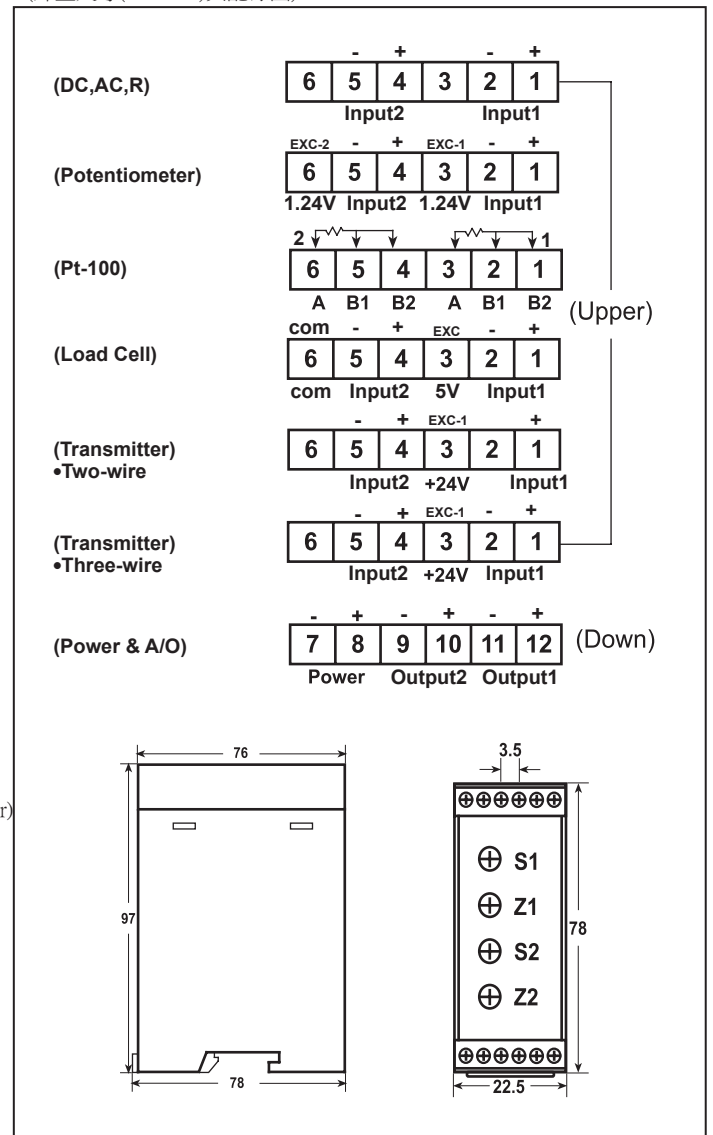 - + - +
(DC,AC,R) 6 5 4 3 2 1
Input2 Input1
EXC-2 - + EXC-1 - +
(Potentiometer) 6 5 4 3 2 1
1.24V Input2 1.24V Input1
2 1
(Pt-100) 6 5 4 3 2 1
A B1 B2 A B1 B2
(Upper)
com - + EXC - +
(Load Cell) 6 5 4 3 2 1
com Input2 5V Input1
- + EXC-1 +
(Transmitter) 6 5 4 3 2 1
•Two-wire
Input2 +24V Input1
- + EXC-1 - +
(Transmitter) 6 5 4 3 2 1
•Three-wire
Input2 +24V Input1
- + - + - +
(Power & A/O) 7 8 9 10 11 12 (Down)
Power Output2 Output1
76
97
78
3.5
S1
Z1
S2
Z2
78
22.5
r)